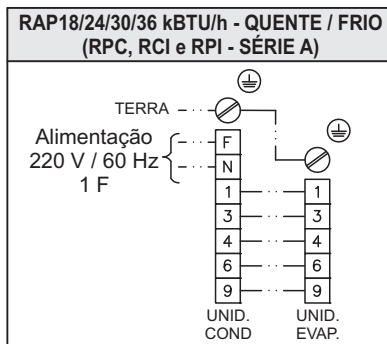 RAP18/24/30/36 kBTU/h - QUENTE / FRIO
(RPC, RCI e RPI - SÉRIE A)
TERRA
Alimentação
220 V / 60 Hz
1 F
F
N
1 1
3 3
4 4
6 6
9 9
UNID. UNID.
COND EVAP.